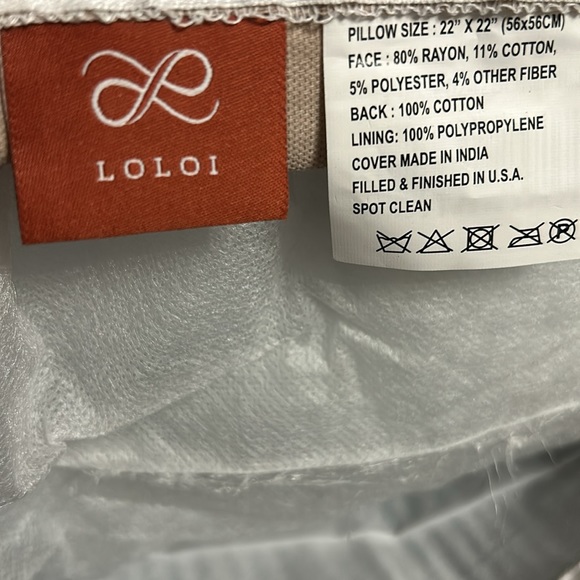 LOLOI
PILLOW SIZE : 22" X 22" (56x56CM)
FACE : 80% RAYON, 11% COTTON,
5% POLYESTER, 4% OTHER FIBER
BACK : 100% COTTON
LINING: 100% POLYPROPYLENE
COVER MADE IN INDIA
FILLED & FINISHED IN U.S.A.
SPOT CLEAN